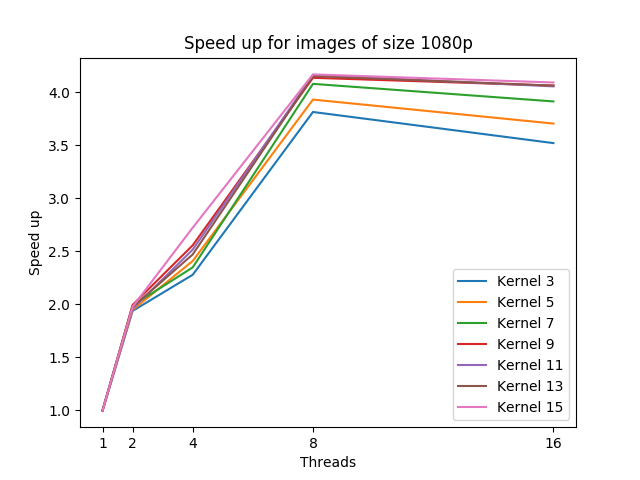 Speed up for images of size 1080p
Speed up
4.0
3.5
3.0
2.5
2.0
1.5
1.0
Kernel 3
Kernel 5
Kernel 7
Kernel 9
Kernel 11
Kernel 13
Kernel 15
1 2 4 8 16
Threads